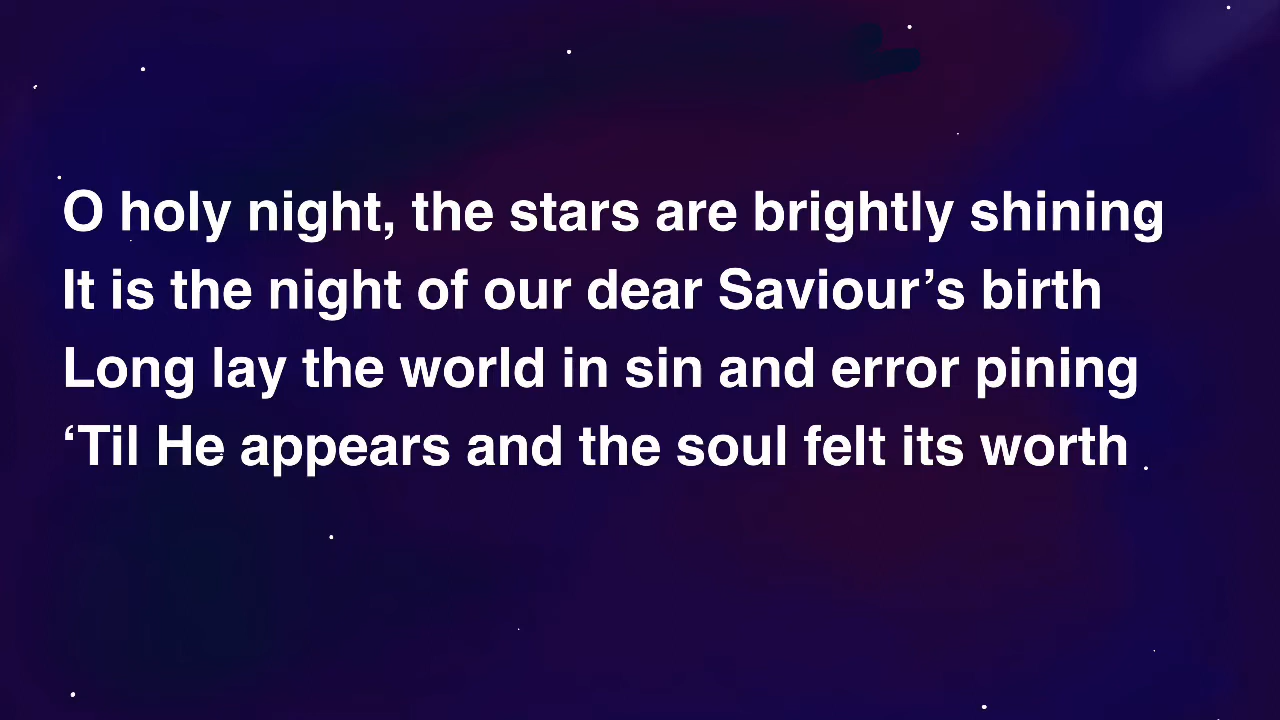 O holy night, the stars are brightly shining
It is the night of our dear Saviour’s birth
Long lay the world in sin and error pining
‘Til He appears and the soul felt its worth